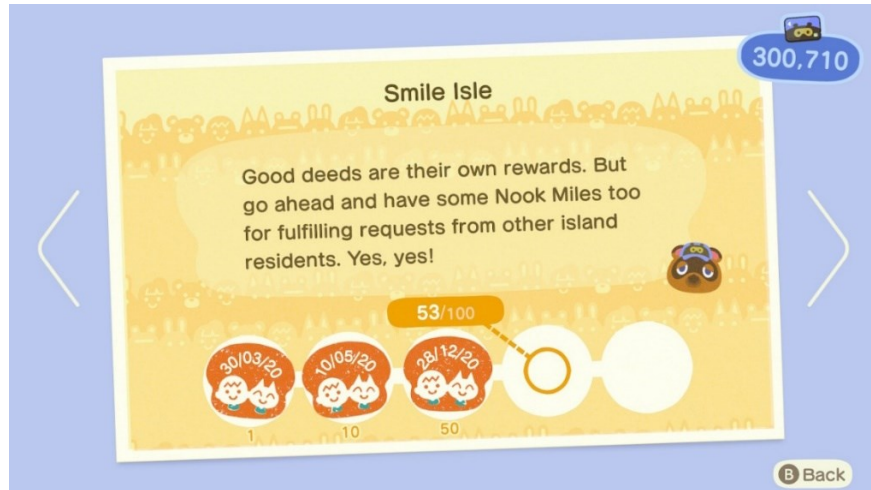 300,710
Smile Isle
Good deeds are their own rewards. But
go ahead and have some Nook Miles too
for fulfilling requests from other island
residents. Yes, yes!
53/100
30/03/20 10/05/20 28/12/20
1 10 50
B Back